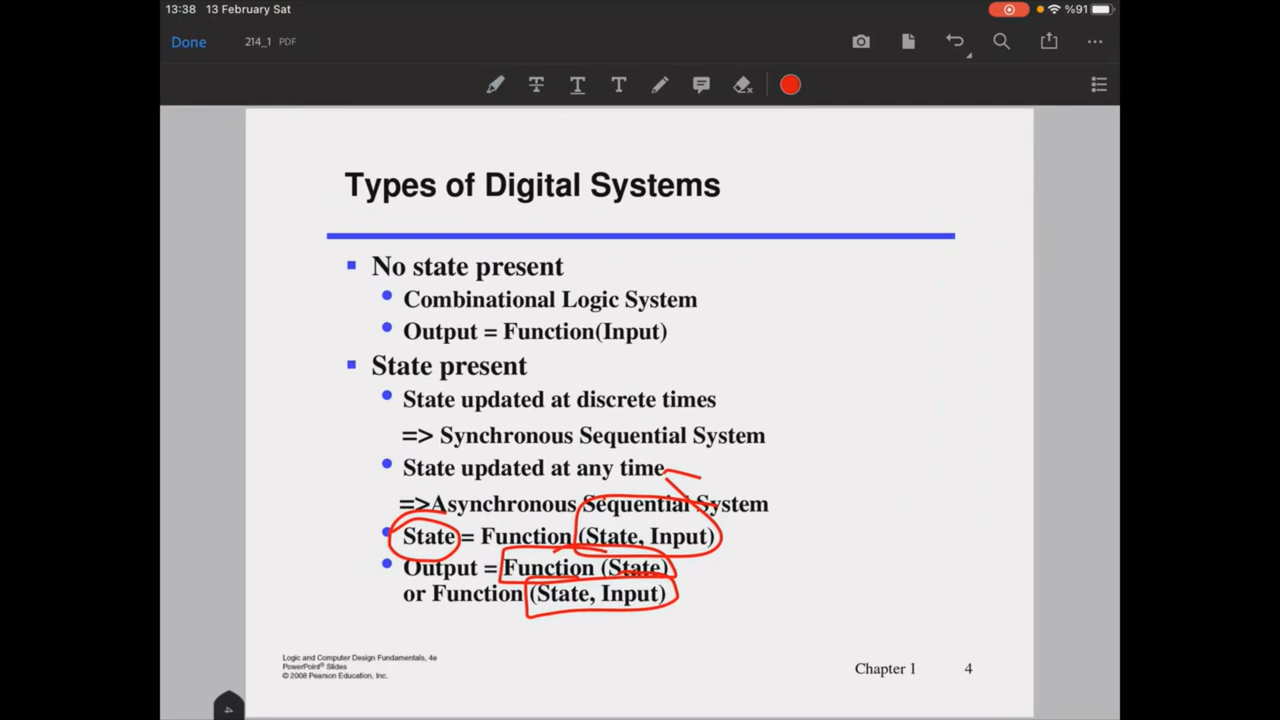 13:38 13 February Sat %91
Done 214_1 PDF
Types of Digital Systems
No state present
Combinational Logic System
Output = Function(Input)
State present
State updated at discrete times
=> Synchronous Sequential System
State updated at any time
=>Asynchronous Sequential System
State = Function (State, Input)
Output = Function (State)
or Function (State, Input)
Logic and Computer Design Fundamentals, 4e
PowerPoint® Slides
© 2008 Pearson Education, Inc.
Chapter 1 4
4